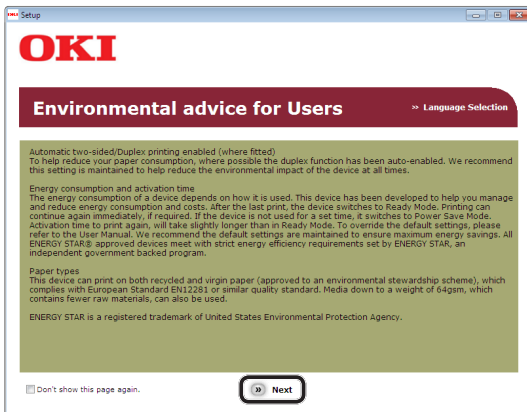 OKI Setup
OKI
Environmental advice for Users
» Language Selection
Automatic two-sided/Duplex printing enabled (where fitted)
To help reduce your paper consumption, where possible the duplex function has been auto-enabled. We recommend
this setting is maintained to help reduce the environmental impact of the device at all times.
Energy consumption and activation time
The energy consumption of a device depends on how it is used. This device has been developed to help you manage
and reduce energy consumption and costs. After the last print, the device switches to Ready Mode. Printing can
continue again immediately, if required. If the device is not used for a set time, it switches to Power Save Mode.
Activation time to print again, will take slightly longer than in Ready Mode. To override the default settings, please
refer to the User Manual. We recommend the default settings are maintained to ensure maximum energy savings. All
ENERGY STAR® approved devices meet with strict energy efficiency requirements set by ENERGY STAR, an
independent government backed program.
Paper types
This device can print on both recycled and virgin paper (approved to an environmental stewardship scheme), which
complies with European Standard EN12281 or similar quality standard. Media down to a weight of 64gsm, which
contains fewer raw materials, can also be used.
ENERGY STAR is a registered trademark of United States Environmental Protection Agency.
Don't show this page again.
» Next